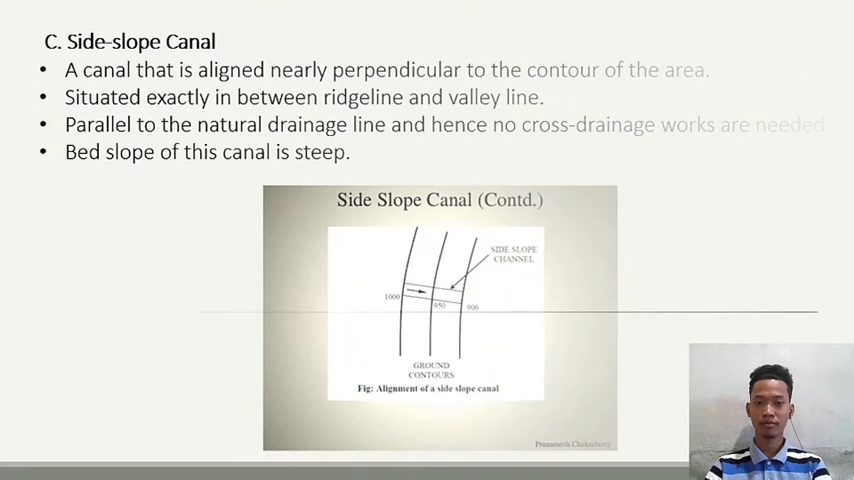 C. Side-slope Canal
• A canal that is aligned nearly perpendicular to the contour of the area.
• Situated exactly in between ridgeline and valley line.
• Parallel to the natural drainage line and hence no cross-drainage works are needed.
• Bed slope of this canal is steep.
Side Slope Canal (Contd.)
SIDE SLOPE
CHANNEL
1000
950
900
GROUND
CONTOURS
Fig: Alignment of a side slope canal
Pranamesh Chakraborty